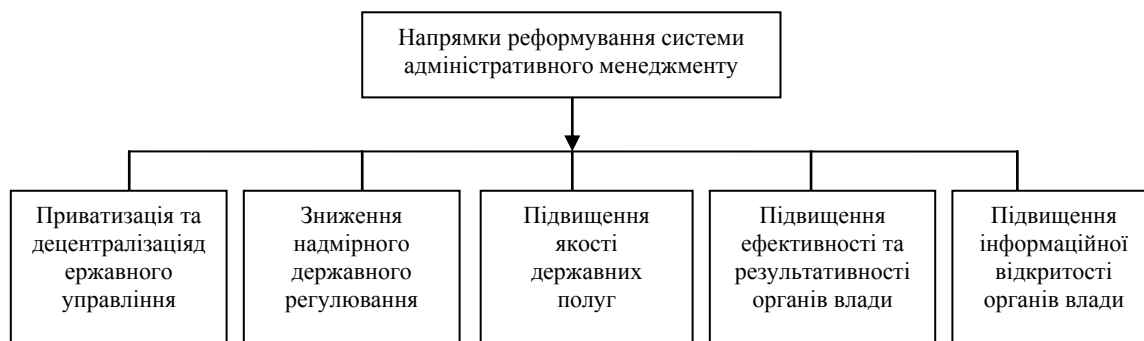 Напрямки реформування системи
адміністративного менеджменту
Приватизація та
децентралізаціяд
ержавного
управління
Зниження
надмірного
державного
регулювання
Підвищення
якості
державних
полуг
Підвищення
ефективності та
результативності
органів влади
Підвищення
інформаційної
відкритості
органів влади